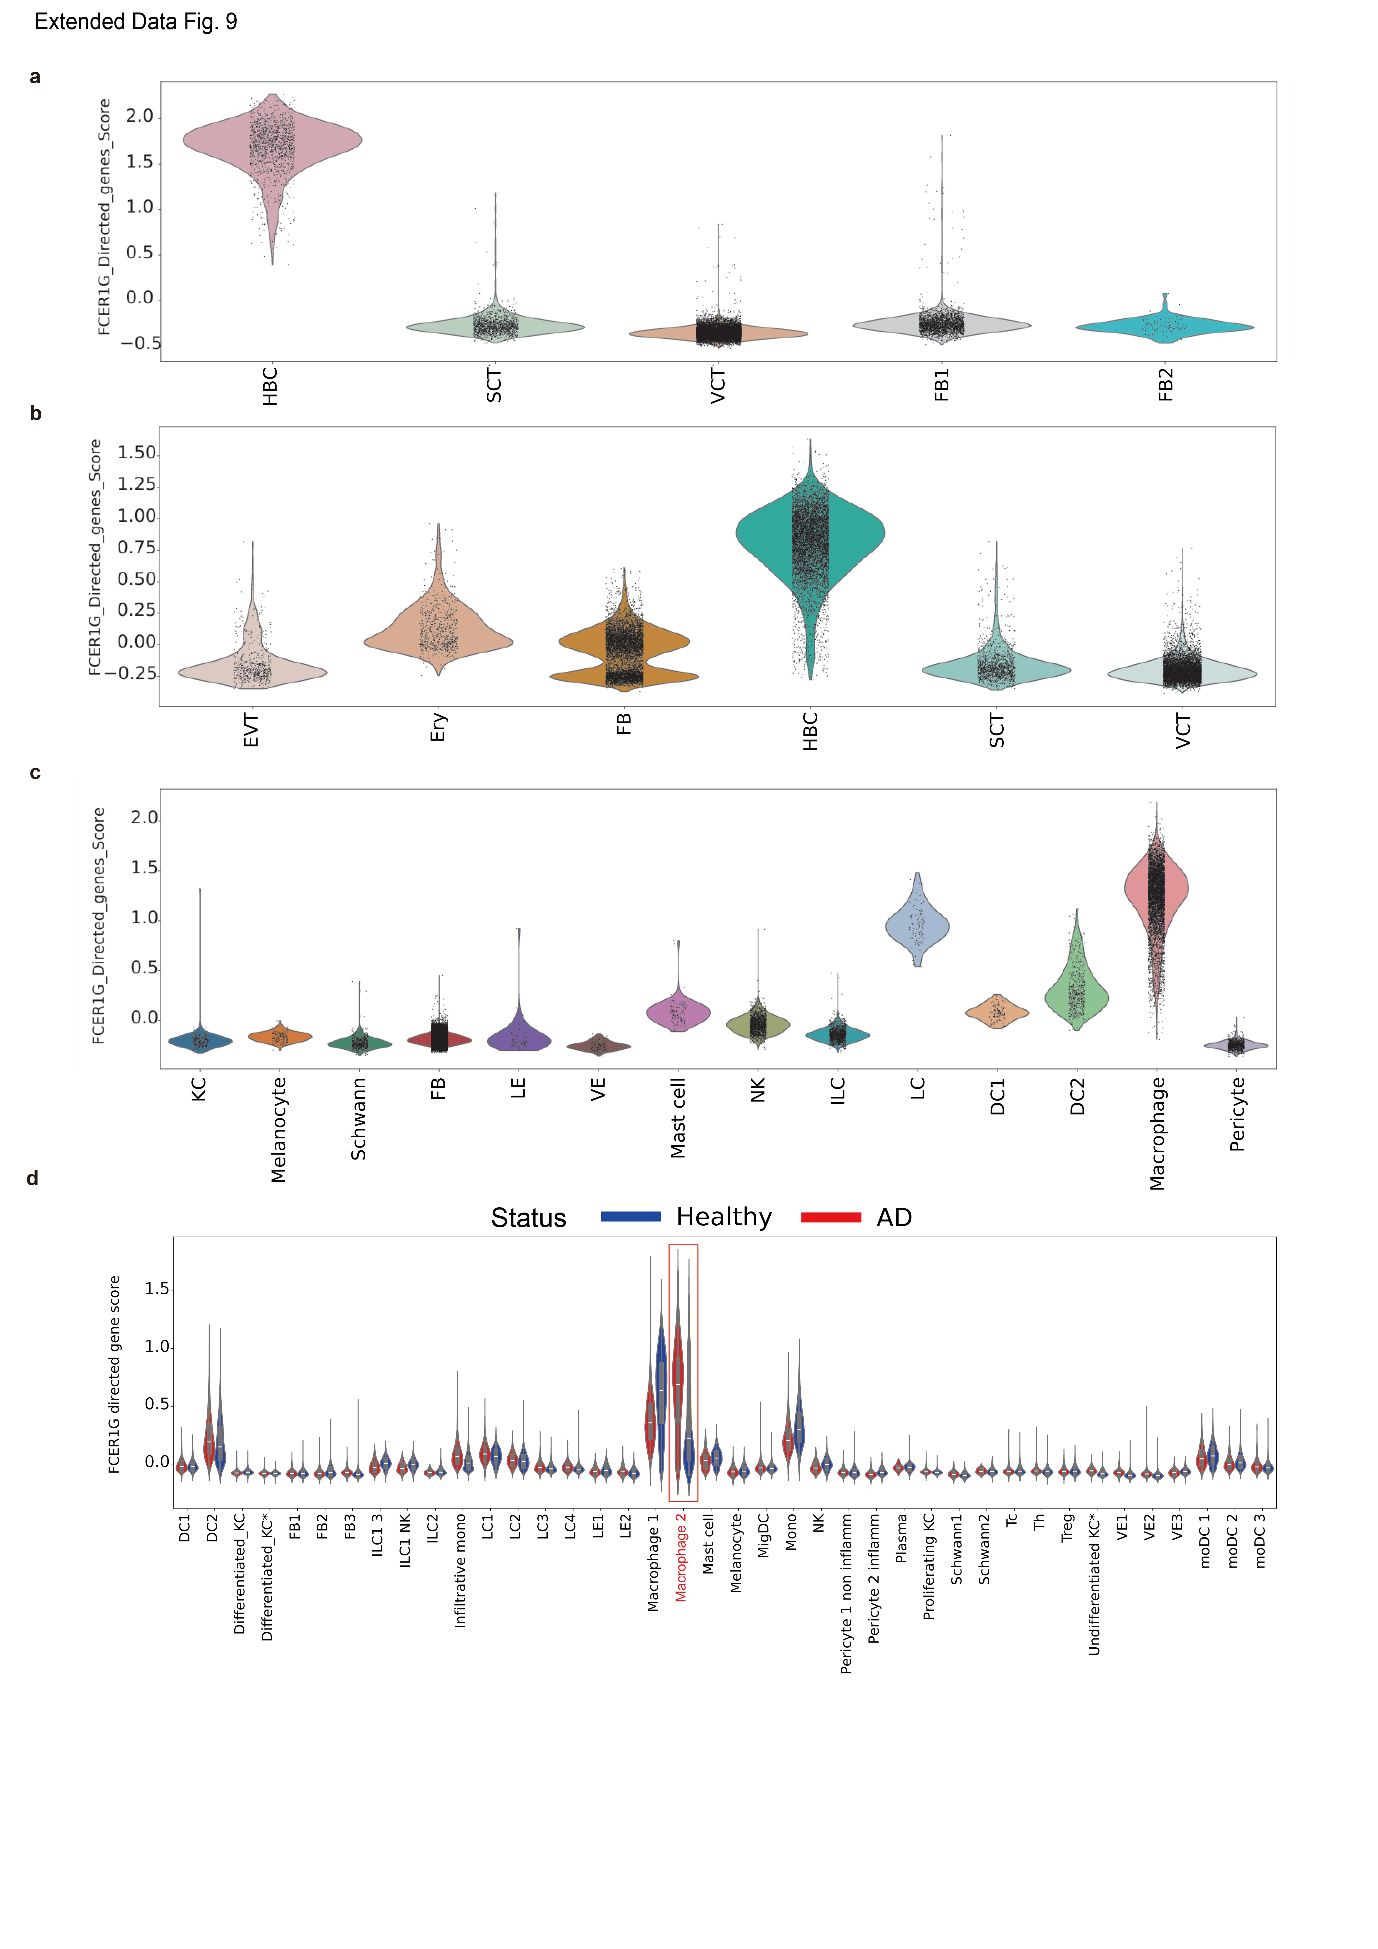 Extended Data Fig. 9
a
FCER1G_Directed_genes_Score
2.0
1.5
1.0
0.5
0.0
−0.5
HBC
SCT
VCT
FB1
FB2
b
FCER1G_Directed_genes_Score
1.50
1.25
1.00
0.75
0.50
0.25
0.00
−0.25
EVT
Ery
FB
HBC
SCT
VCT
c
FCER1G_Directed_genes_Score
2.0
1.5
1.0
0.5
0.0
KC
Melanocyte
Schwann
FB
LE
VE
Mast cell
NK
ILC
LC
DC1
DC2
Macrophage
Pericyte
d
Status Healthy AD
FCER1G directed gene score
1.5
1.0
0.5
0.0
DC1
DC2
Differentiated_KC
Differentiated_KC*
FB1
FB2
FB3
ILC1 3
ILC1 NK
ILC2
Infiltrative mono
LC1
LC2
LC3
LC4
LE1
LE2
Macrophage 1
Macrophage 2
Mast cell
Melanocyte
MigDC
Mono
NK
Pericyte 1 non inflamm
Pericyte 2 inflamm
Plasma
Proliferating KC
Schwann1
Schwann2
Tc
Th
Treg
Undifferentiated KC*
VE1
VE2
VE3
moDC 1
moDC 2
moDC 3